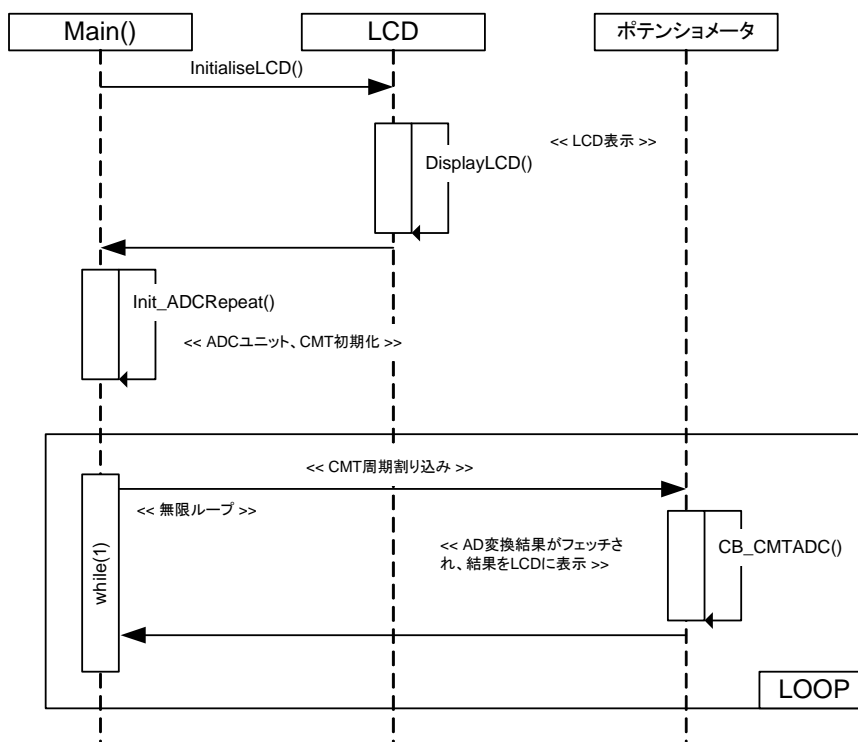 Main()
LCD
ポテンショメータ
InitialiseLCD()
<< LCD表示 >>
DisplayLCD()
Init_ADCRepeat()
<< ADCユニット、CMT初期化 >>
<< CMT周期割り込み >>
<< 無限ループ >>
<< AD変換結果がフェッチさ
れ、結果をLCDに表示 >>
CB_CMTADC()
while(1)
LOOP